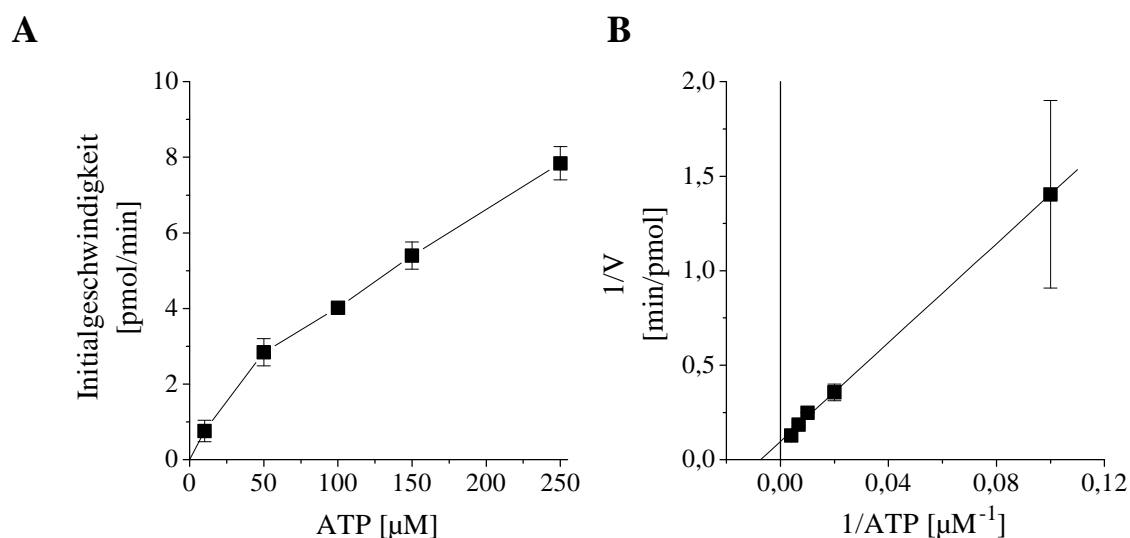 A
Initialgeschwindigkeit
[pmol/min]
10
8
6
4
2
0
0 50 100 150 200 250
ATP [µM]
B
1/V
[min/pmol]
2,0
1,5
1,0
0,5
0,0
0,00 0,04 0,08 0,12
1/ATP [µM⁻¹]